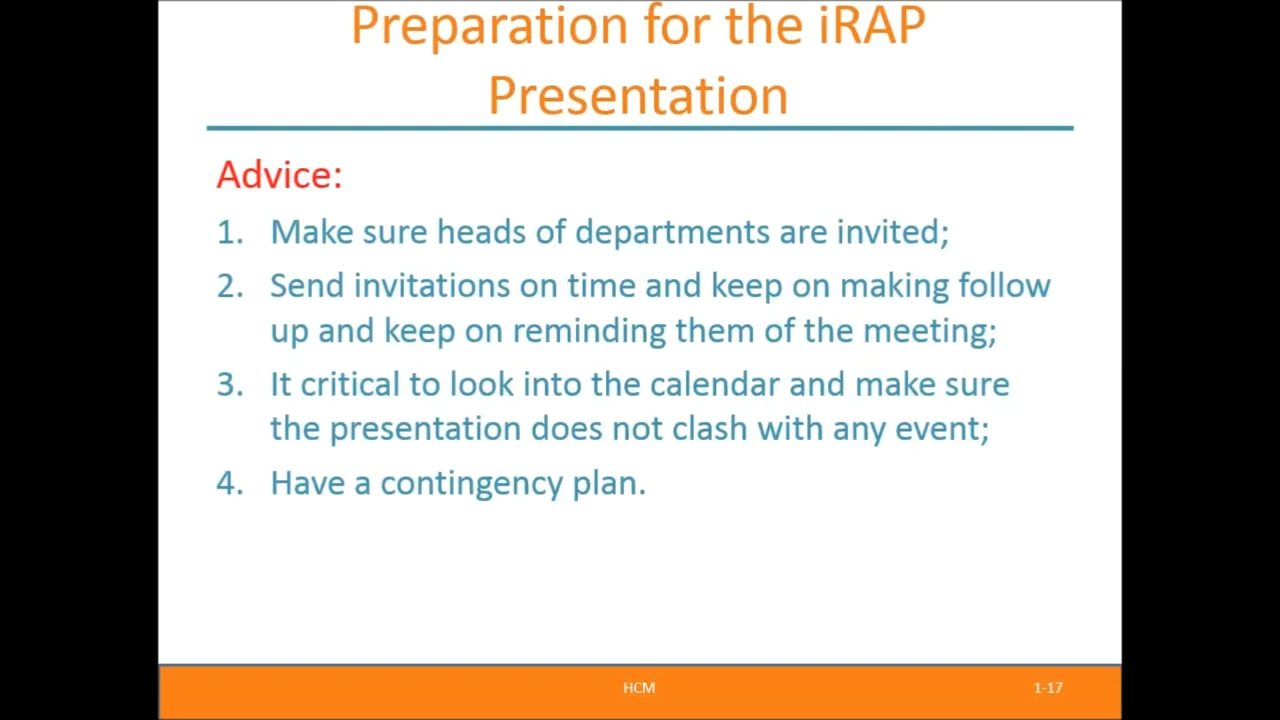 Preparation for the iRAP
Presentation
Advice:
1. Make sure heads of departments are invited;
2. Send invitations on time and keep on making follow
up and keep on reminding them of the meeting;
3. It critical to look into the calendar and make sure
the presentation does not clash with any event;
4. Have a contingency plan.
HCM
1-17